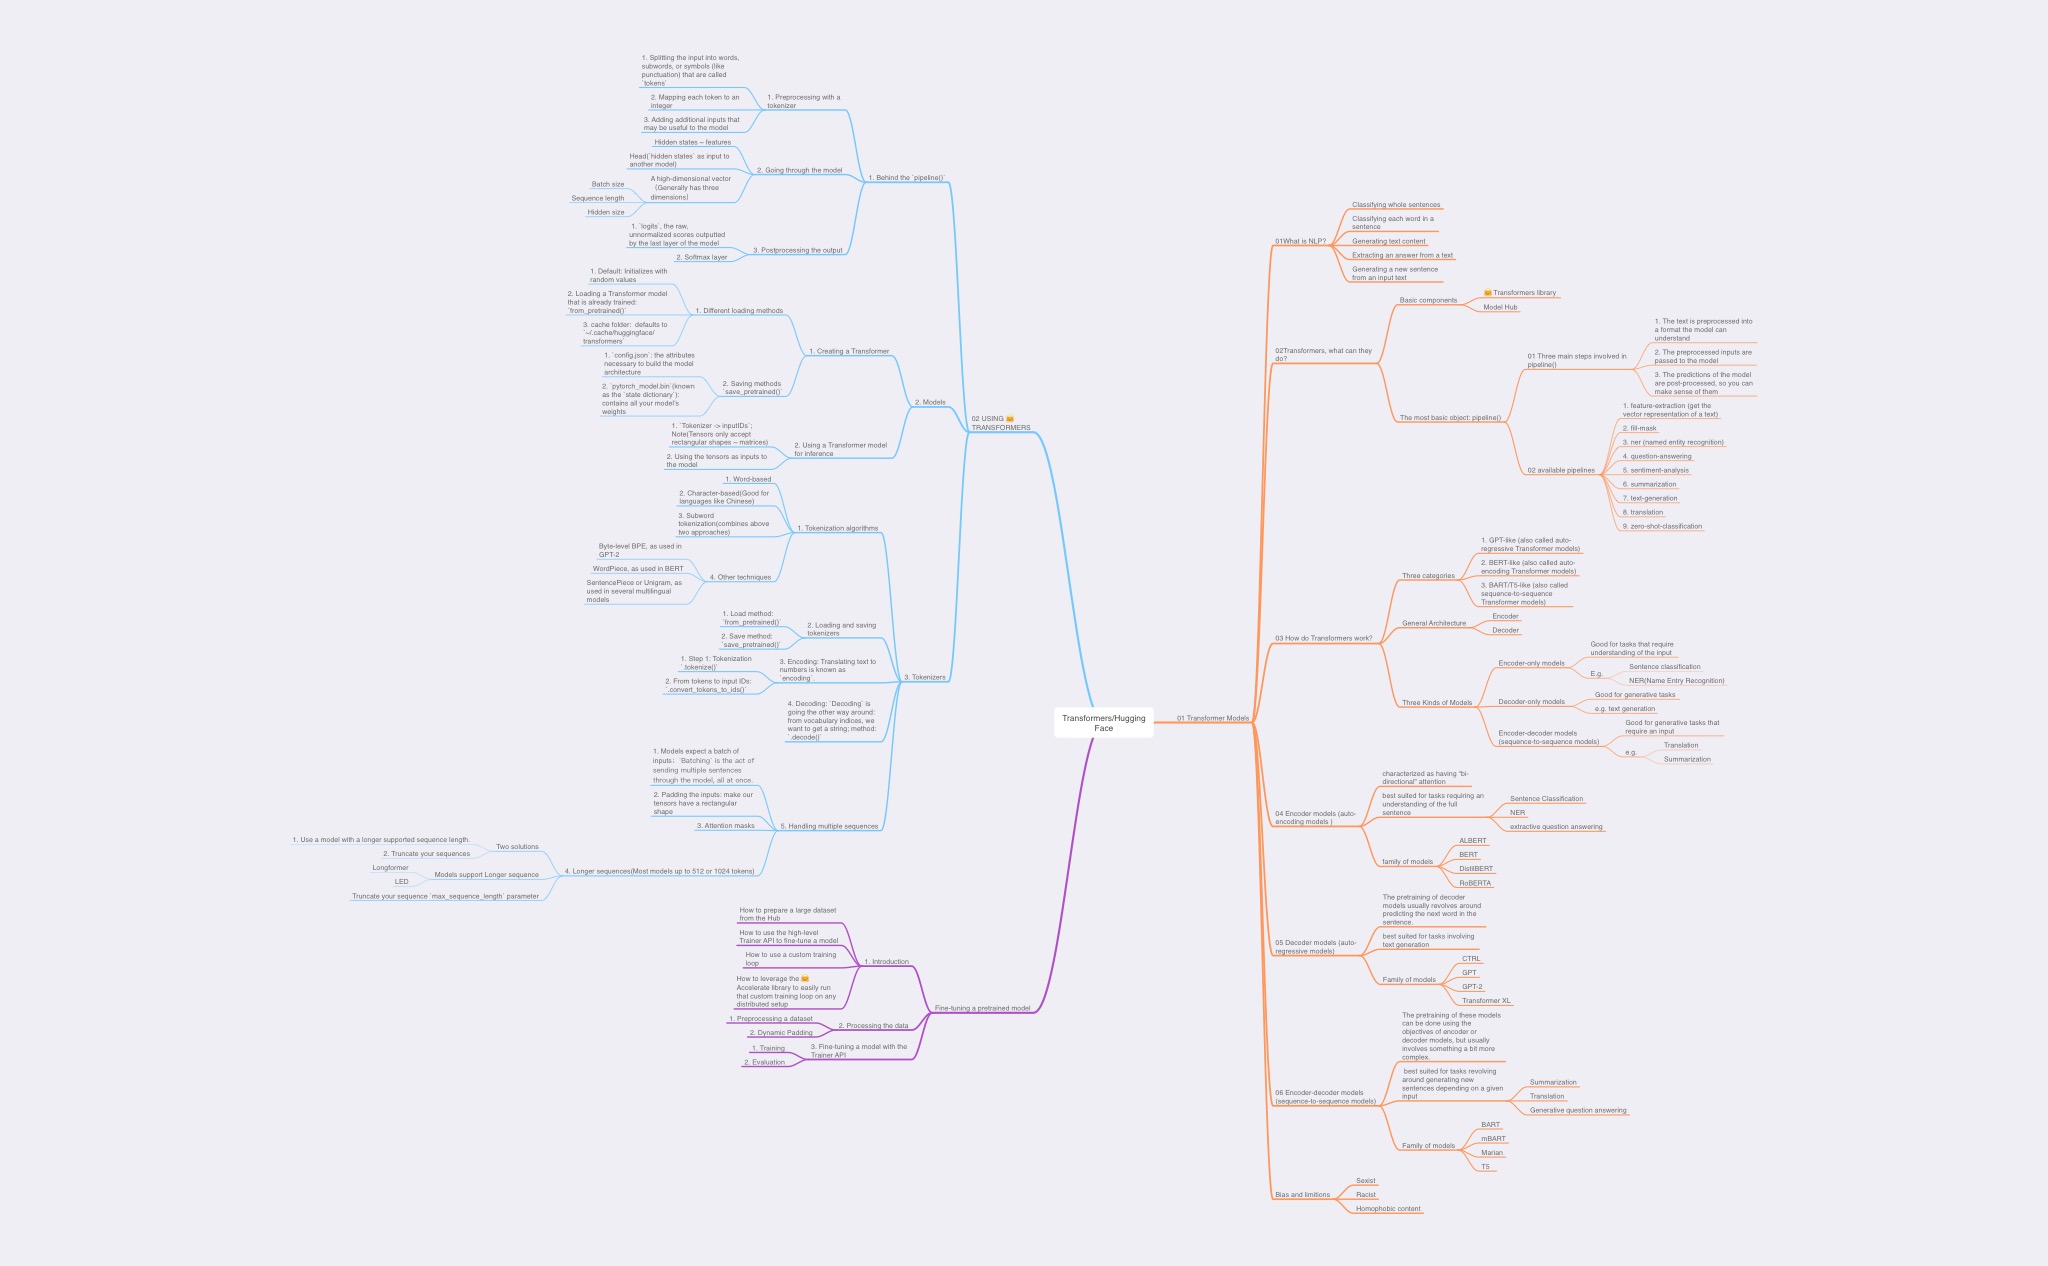 Transformers/Hugging
Face
01 Transformer Models
01What is NLP?
Classifying whole sentences
Classifying each word in a
sentence
Generating text content
Extracting an answer from a text
Generating a new sentence
from an input text
02Transformers, what can they
do?
Basic components
🤗 Transformers library
Model Hub
The most basic object: pipeline()
01 Three main steps involved in
pipeline()
1. The text is preprocessed into
a format the model can
understand
2. The preprocessed inputs are
passed to the model
3. The predictions of the model
are post-processed, so you can
make sense of them
02 available pipelines
1. feature-extraction (get the
vector representation of a text)
2. fill-mask
3. ner (named entity recognition)
4. question-answering
5. sentiment-analysis
6. summarization
7. text-generation
8. translation
9. zero-shot-classification
03 How do Transformers work?
Three categories
1. GPT-like (also called auto-
regressive Transformer models)
2. BERT-like (also called auto-
encoding Transformer models)
3. BART/T5-like (also called
sequence-to-sequence
Transformer models)
General Architecture
Encoder
Decoder
Three Kinds of Models
Encoder-only models
Good for tasks that require
understanding of the input
E.g.
Sentence classification
NER(Name Entry Recognition)
Decoder-only models
Good for generative tasks
e.g. text generation
Encoder-decoder models
(sequence-to-sequence models)
Good for generative tasks that
require an input
e.g.
Translation
Summarization
04 Encoder models (auto-
encoding models )
characterized as having “bi-
directional” attention
best suited for tasks requiring an
understanding of the full
sentence
Sentence Classification
NER
extractive question answering
family of models
ALBERT
BERT
DistilBERT
RoBERTA
05 Decoder models (auto-
regressive models)
The pretraining of decoder
models usually revolves around
predicting the next word in the
sentence.
best suited for tasks involving
text generation
Family of models
CTRL
GPT
GPT-2
Transformer XL
06 Encoder-decoder models
(sequence-to-sequence models)
The pretraining of these models
can be done using the
objectives of encoder or
decoder models, but usually
involves something a bit more
complex.
best suited for tasks revolving
around generating new
sentences depending on a given
input
Summarization
Translation
Generative question answering
Family of models
BART
mBART
Marian
T5
Bias and limitions
Sexist
Racist
Homophobic content
02 USING 🤗
TRANSFORMERS
1. Behind the `pipeline()`
1. Preprocessing with a
tokenizer
1. Splitting the input into words,
subwords, or symbols (like
punctuation) that are called
`tokens`
2. Mapping each token to an
integer
3. Adding additional inputs that
may be useful to the model
2. Going through the model
Hidden states ~ features
Head(`hidden states` as input to
another model)
A high-dimensional vector
（Generally has three
dimensions）
Batch size
Sequence length
Hidden size
3. Postprocessing the output
1. `logits`, the raw,
unnormalized scores outputted
by the last layer of the model
2. Softmax layer
2. Models
1. Creating a Transformer
1. Different loading methods
1. Default: Initializes with
random values
2. Loading a Transformer model
that is already trained:
`from_pretrained()`
3. cache folder: defaults to
`~/.cache/huggingface/
transformers`
2. Saving methods
`save_pretrained()`
1. `config.json`: the attributes
necessary to build the model
architecture
2. `pytorch_model.bin`(known
as the `state dictionary`):
contains all your model's
weights
2. Using a Transformer model
for inference
1. `Tokenizer -> inputIDs`;
Note(Tensors only accept
rectangular shapes ~ matrices)
2. Using the tensors as inputs to
the model
3. Tokenizers
1. Tokenization algorithms
1. Word-based
2. Character-based(Good for
languages like Chinese)
3. Subword
tokenization(combines above
two approaches)
4. Other techniques
Byte-level BPE, as used in
GPT-2
WordPiece, as used in BERT
SentencePiece or Unigram, as
used in several multilingual
models
2. Loading and saving
tokenizers
1. Load method:
`from_pretrained()`
2. Save method:
`save_pretrained()`
3. Encoding: Translating text to
numbers is known as
`encoding`.
1. Step 1: Tokenization
`.tokenize()`
2. From tokens to input IDs:
`.convert_tokens_to_ids()`
4. Decoding: `Decoding` is
going the other way around:
from vocabulary indices, we
want to get a string; method:
`.decode()`
5. Handling multiple sequences
1. Models expect a batch of
inputs；`Batching` is the act of
sending multiple sentences
through the model, all at once.
2. Padding the inputs: make our
tensors have a rectangular
shape
3. Attention masks
4. Longer sequences(Most models up to 512 or 1024 tokens)
Two solutions
1. Use a model with a longer supported sequence length.
2. Truncate your sequences
Models support Longer sequence
Longformer
LED
Truncate your sequence `max_sequence_length` parameter
Fine-tuning a pretrained model
1. Introduction
How to prepare a large dataset
from the Hub
How to use the high-level
Trainer API to fine-tune a model
How to use a custom training
loop
How to leverage the 🤗
Accelerate library to easily run
that custom training loop on any
distributed setup
2. Processing the data
1. Preprocessing a dataset
2. Dynamic Padding
3. Fine-tuning a model with the
Trainer API
1. Training
2. Evaluation